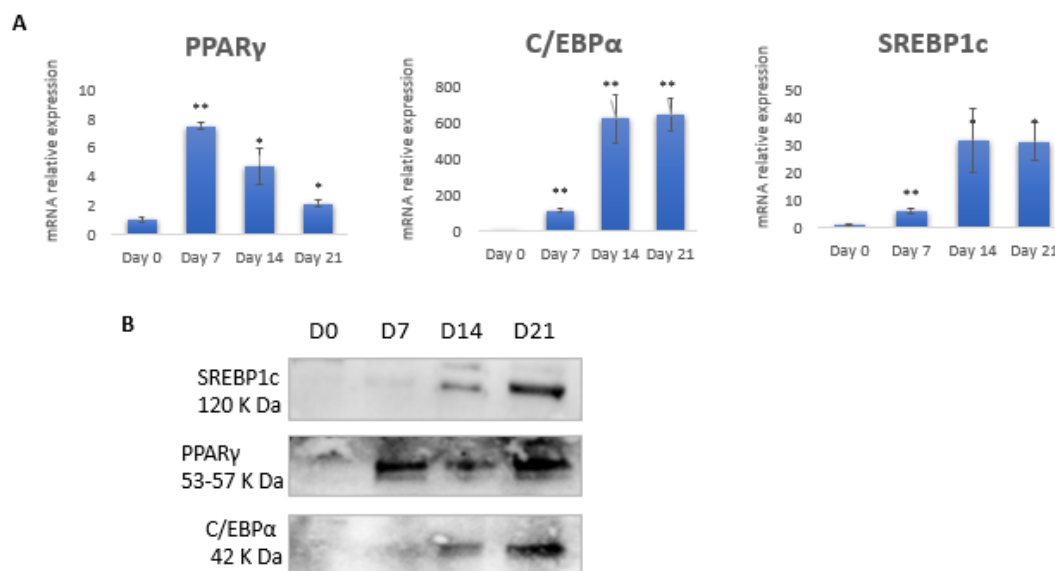 A
PPARγ
mRNA relative expression
10
8
6
4
2
0
**
*
*
Day 0 Day 7 Day 14 Day 21
C/EBPα
mRNA relative expression
800
600
400
200
0
**
**
**
Day 0 Day 7 Day 14 Day 21
SREBP1c
mRNA relative expression
50
40
30
20
10
0
**
*
*
Day 0 Day 7 Day 14 Day 21
B
D0 D7 D14 D21
SREBP1c
120 K Da
PPARγ
53-57 K Da
C/EBPα
42 K Da